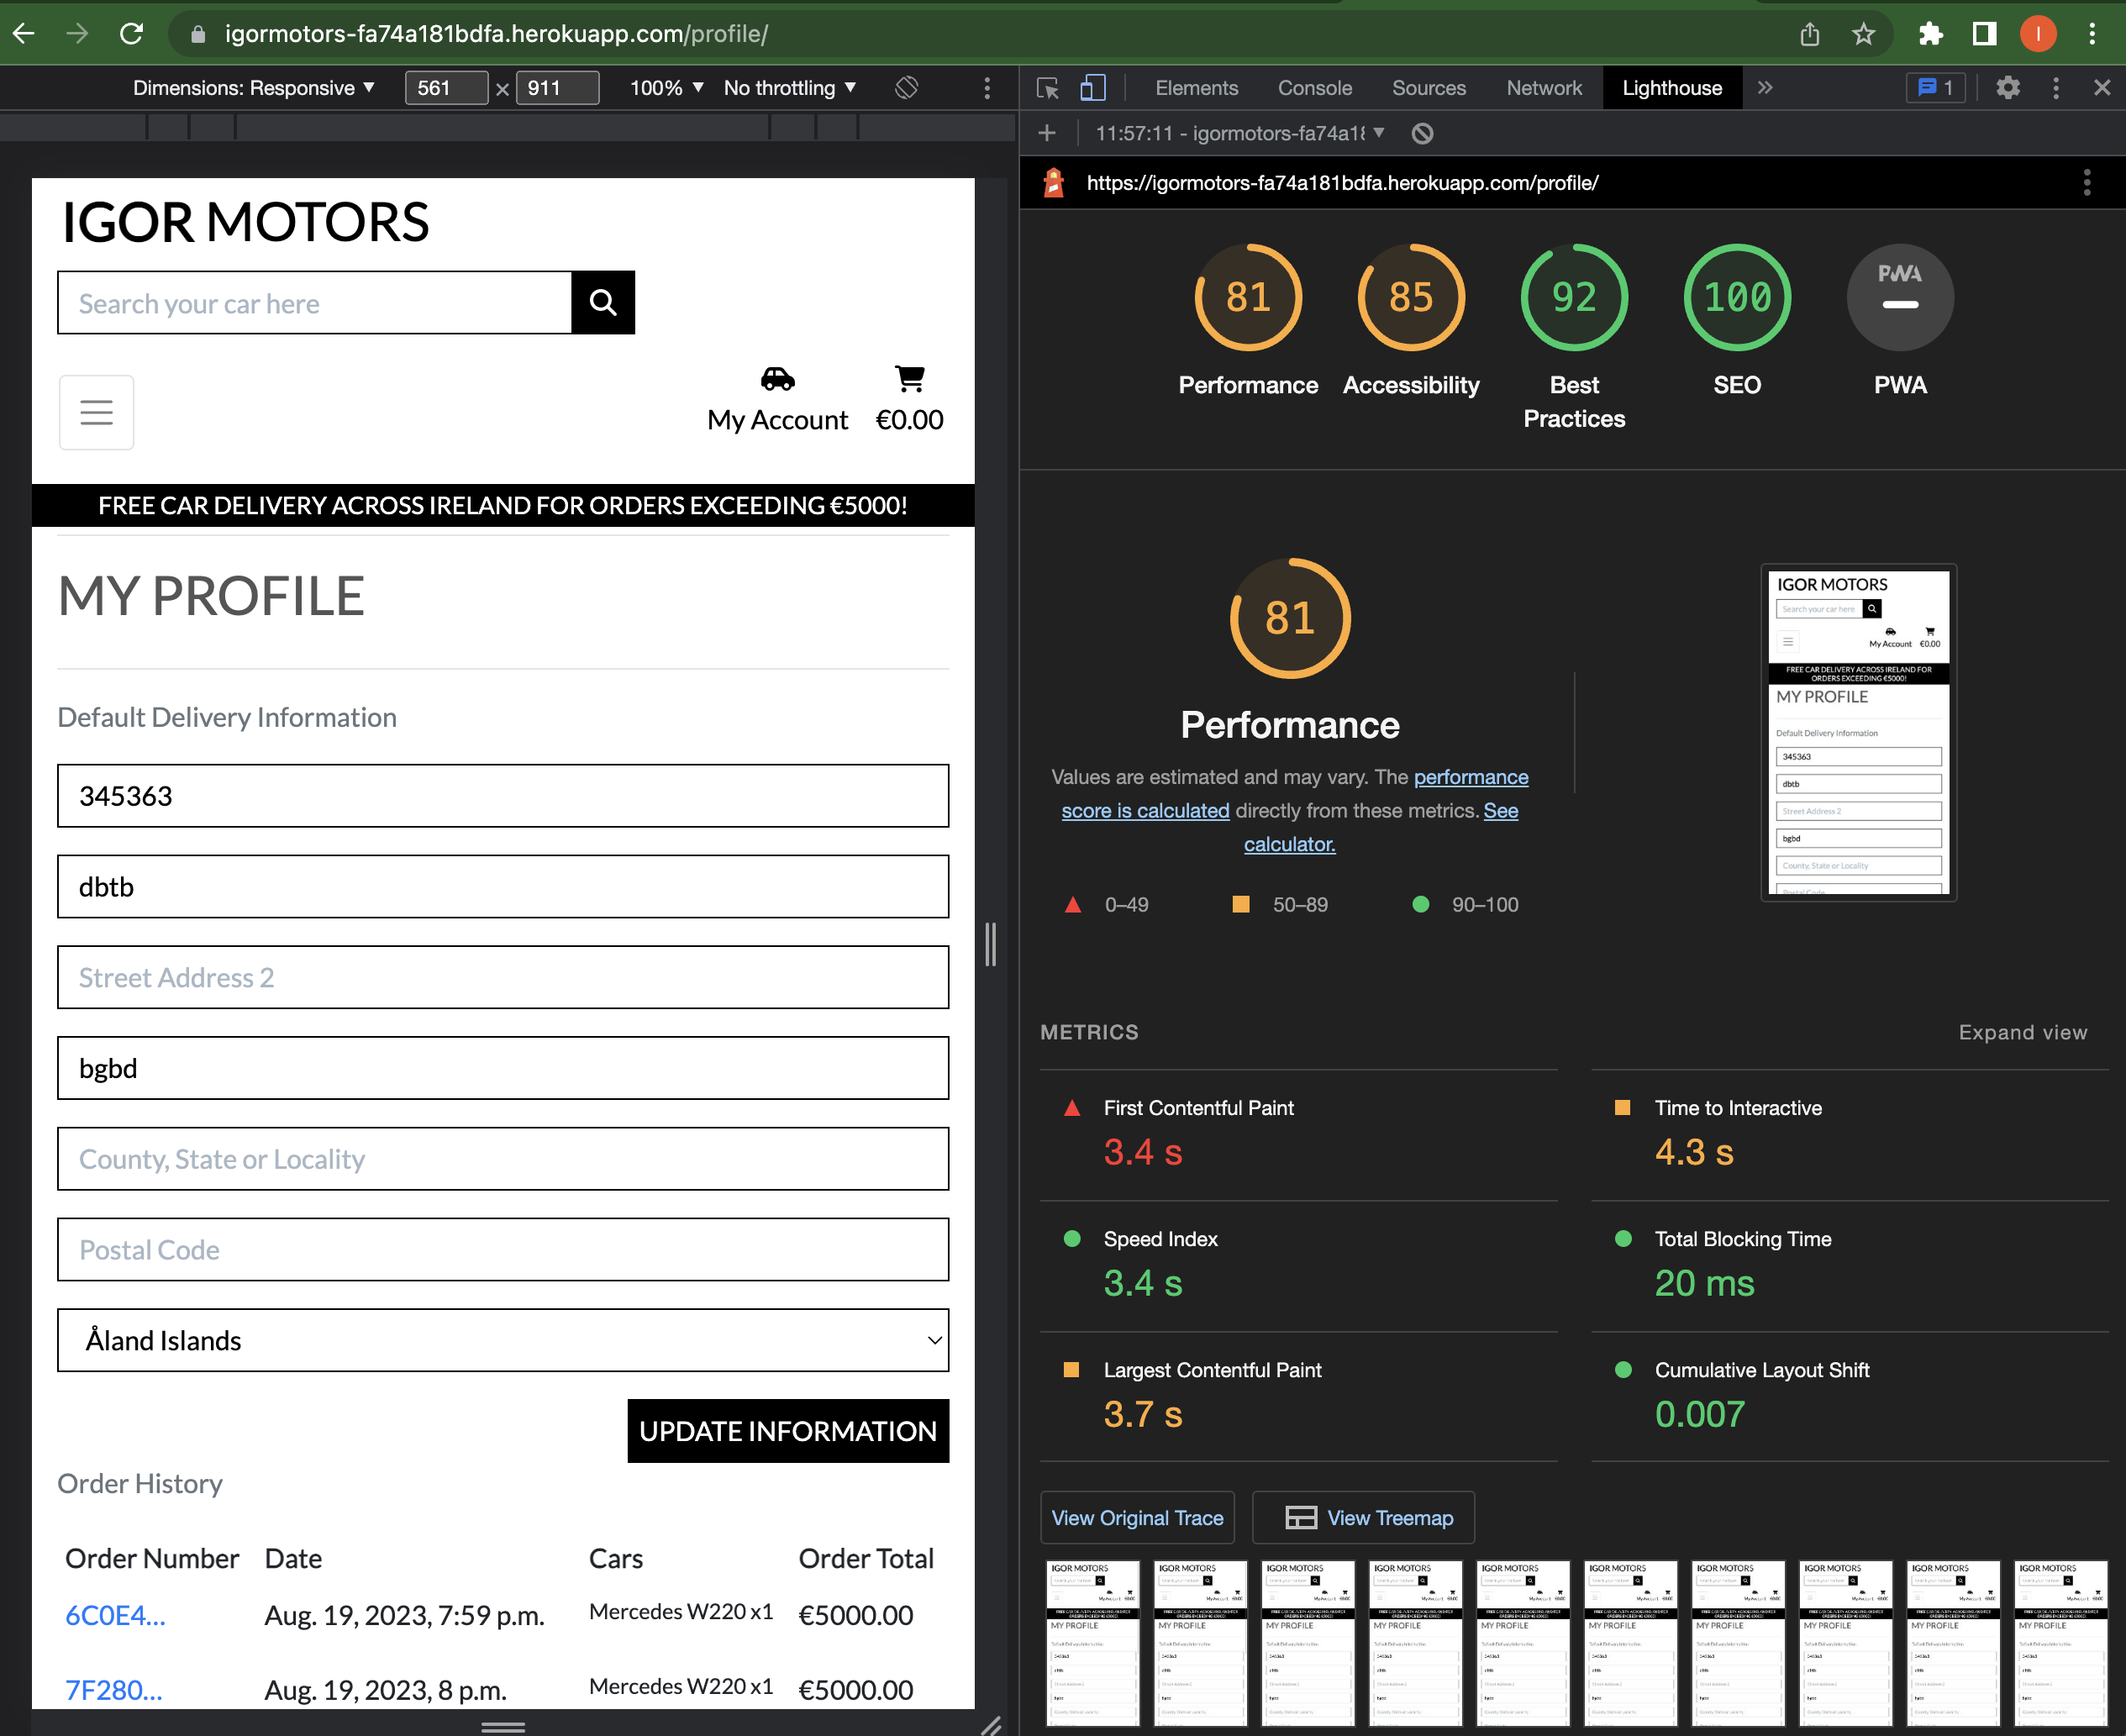 igormotors-fa74a181bdfa.herokuapp.com/profile/
I
Dimensions: Responsive ▼ 561 × 911 100% ▼ No throttling ▼
Elements Console Sources Network Lighthouse 1
11:57:11 - igormotors-fa74a18
https://igormotors-fa74a181bdfa.herokuapp.com/profile/
IGOR MOTORS
Search your car here
My Account €0.00
FREE CAR DELIVERY ACROSS IRELAND FOR ORDERS EXCEEDING €5000!
MY PROFILE
Default Delivery Information
345363
dbtb
Street Address 2
bgbd
County, State or Locality
Postal Code
Åland Islands
UPDATE INFORMATION
Order History
Order Number Date Cars Order Total
6C0E4... Aug. 19, 2023, 7:59 p.m. Mercedes W220 x1 €5000.00
7F280... Aug. 19, 2023, 8 p.m. Mercedes W220 x1 €5000.00
81 85 92 100 PWA
Performance Accessibility Best Practices SEO PWA
81
Performance
Values are estimated and may vary. The performance
score is calculated directly from these metrics. See
calculator.
0–49 50–89 90–100
IGOR MOTORS
Search your car here
My Account €0.00
FREE CAR DELIVERY ACROSS IRELAND FOR
ORDERS EXCEEDING €5000!
MY PROFILE
Default Delivery Information
345363
dbtb
Street Address 2
bgbd
County, State or Locality
Postal Code
METRICS Expand view
First Contentful Paint
3.4 s
Time to Interactive
4.3 s
Speed Index
3.4 s
Total Blocking Time
20 ms
Largest Contentful Paint
3.7 s
Cumulative Layout Shift
0.007
View Original Trace View Treemap
IGOR MOTORS IGOR MOTORS IGOR MOTORS IGOR MOTORS IGOR MOTORS IGOR MOTORS IGOR MOTORS IGOR MOTORS IGOR MOTORS IGOR MOTORS
MY PROFILE MY PROFILE MY PROFILE MY PROFILE MY PROFILE MY PROFILE MY PROFILE MY PROFILE MY PROFILE MY PROFILE